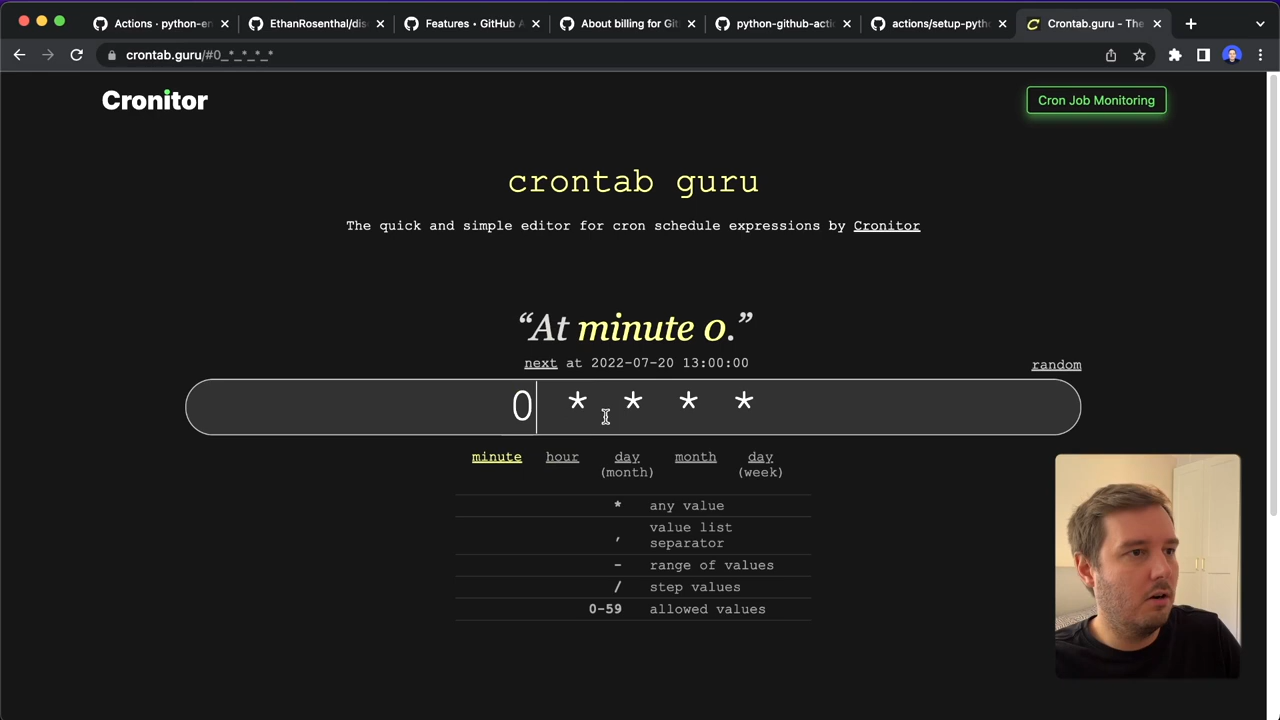 Actions · python-en
EthanRosenthal/dis
Features • GitHub A
About billing for Git
python-github-actio
actions/setup-pytho
Crontab.guru - The
crontab.guru/#0_*_*_*_*
Cronitor
Cron Job Monitoring
crontab guru
The quick and simple editor for cron schedule expressions by Cronitor
“At minute 0.”
next at 2022-07-20 13:00:00
random
0 * * * *
minute hour day (month) month day (week)
* any value
, value list separator
- range of values
/ step values
0-59 allowed values